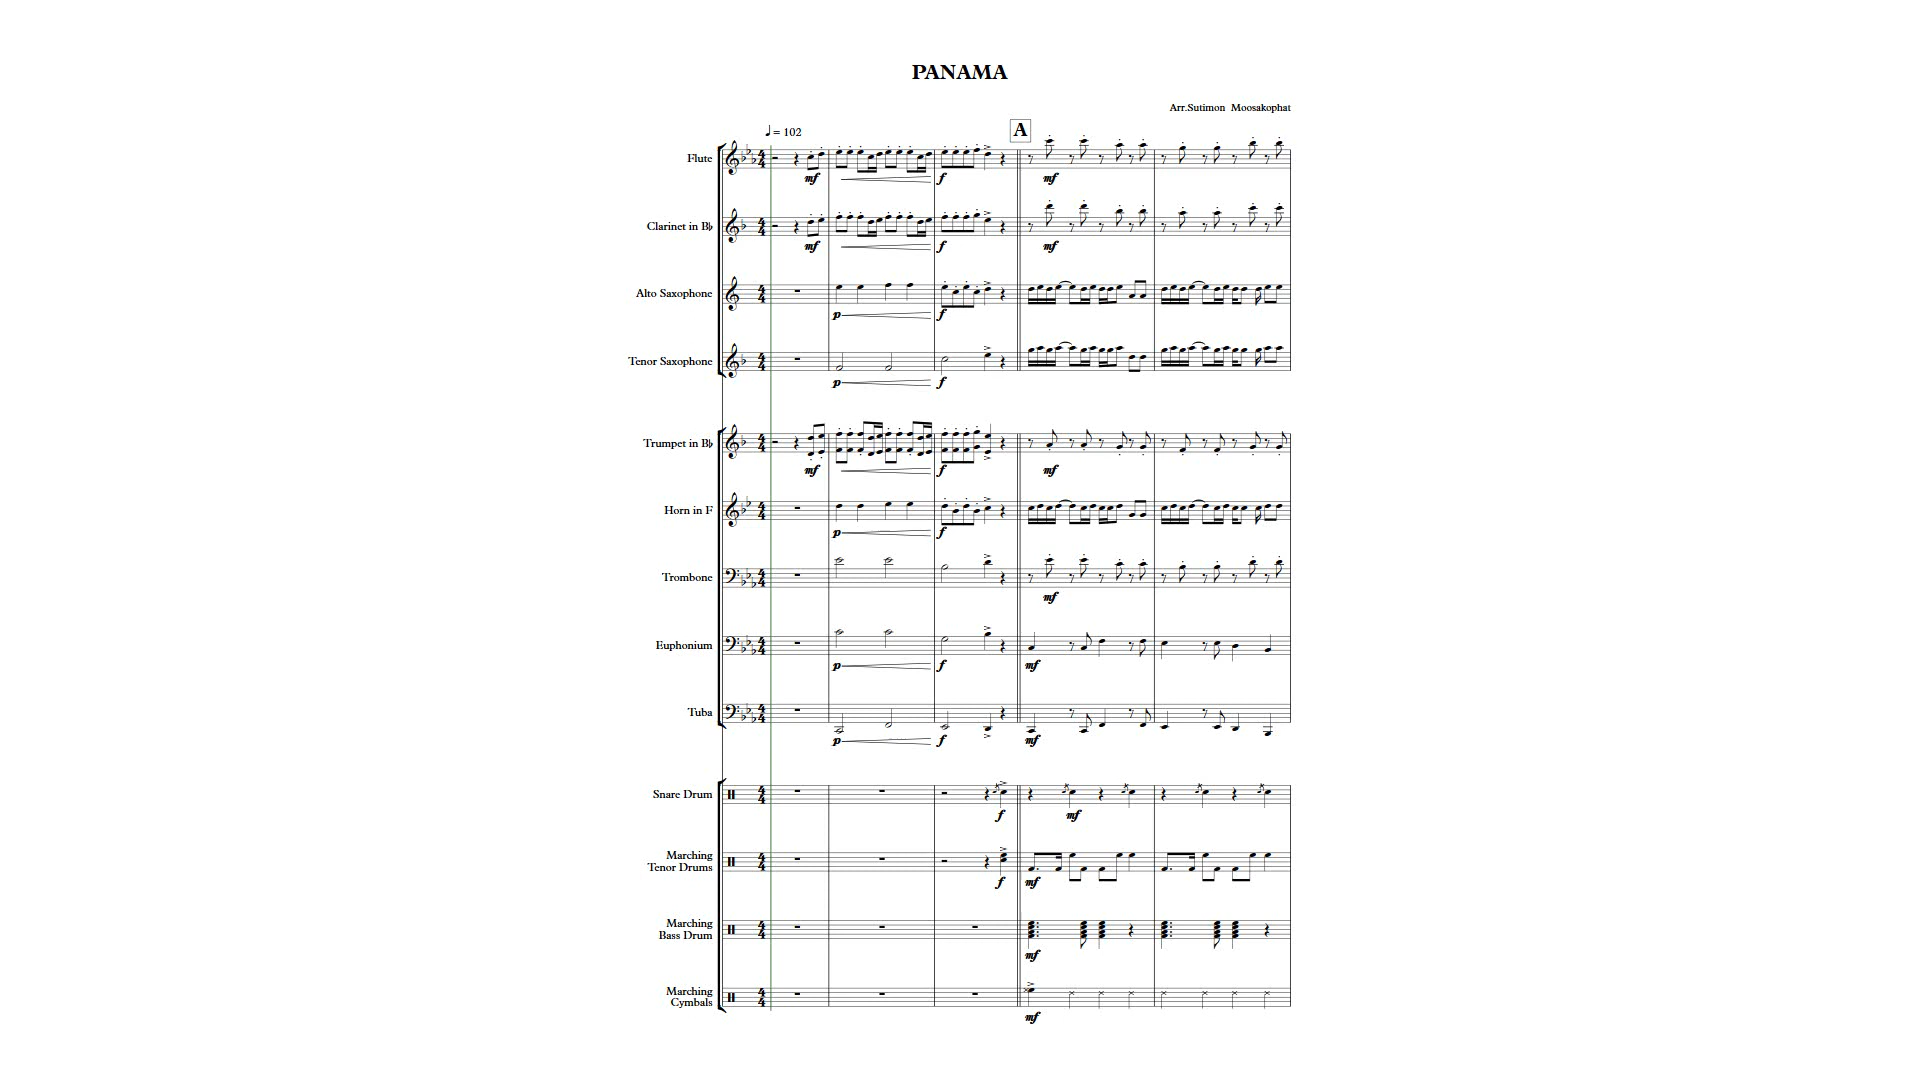 PANAMA
Arr.Sutimon Moosakophat
♩= 102
A
Flute
mf
f
mf
Clarinet in B♭
mf
f
mf
Alto Saxophone
p
f
Tenor Saxophone
p
f
Trumpet in B♭
mf
f
mf
Horn in F
p
f
Trombone
mf
Euphonium
p
f
mf
Tuba
p
f
mf
Snare Drum
f
mf
Marching
Tenor Drums
f
mf
Marching
Bass Drum
mf
Marching
Cymbals
mf